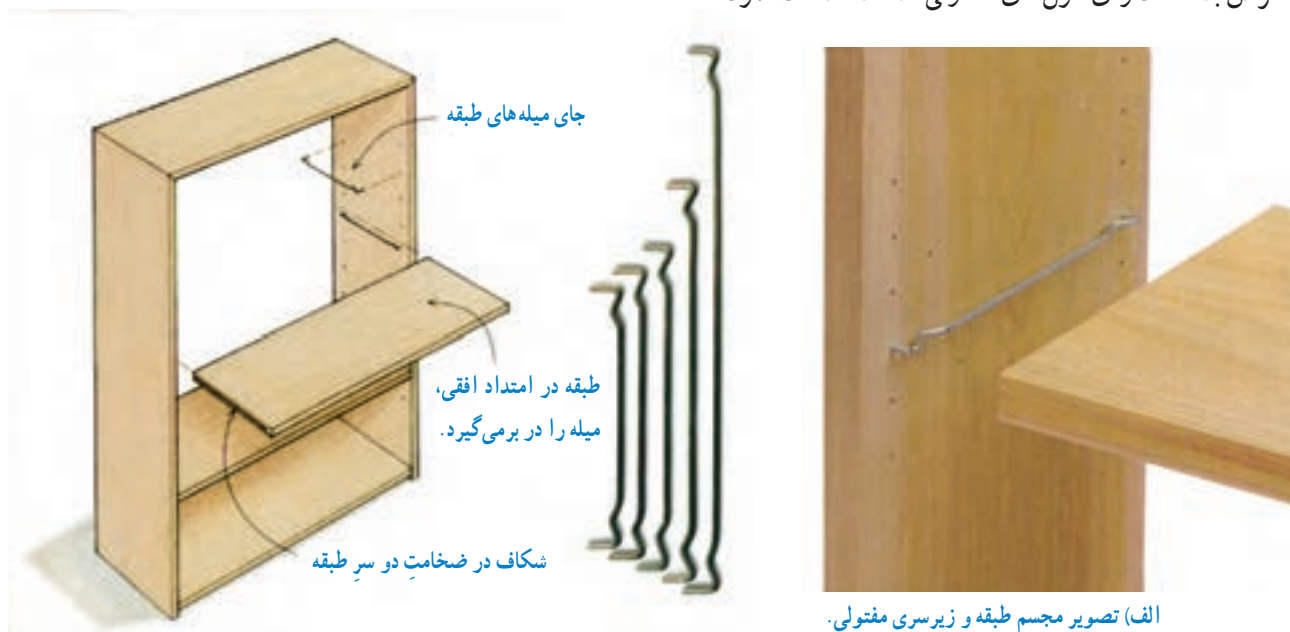 جای میله‌های طبقه
طبقه در امتداد افقی،
میله را در برمی‌گیرد.
شکاف در ضخامتِ دو سرِ طبقه
الف) تصویر مجسم طبقه و زیرسری مفتولی.